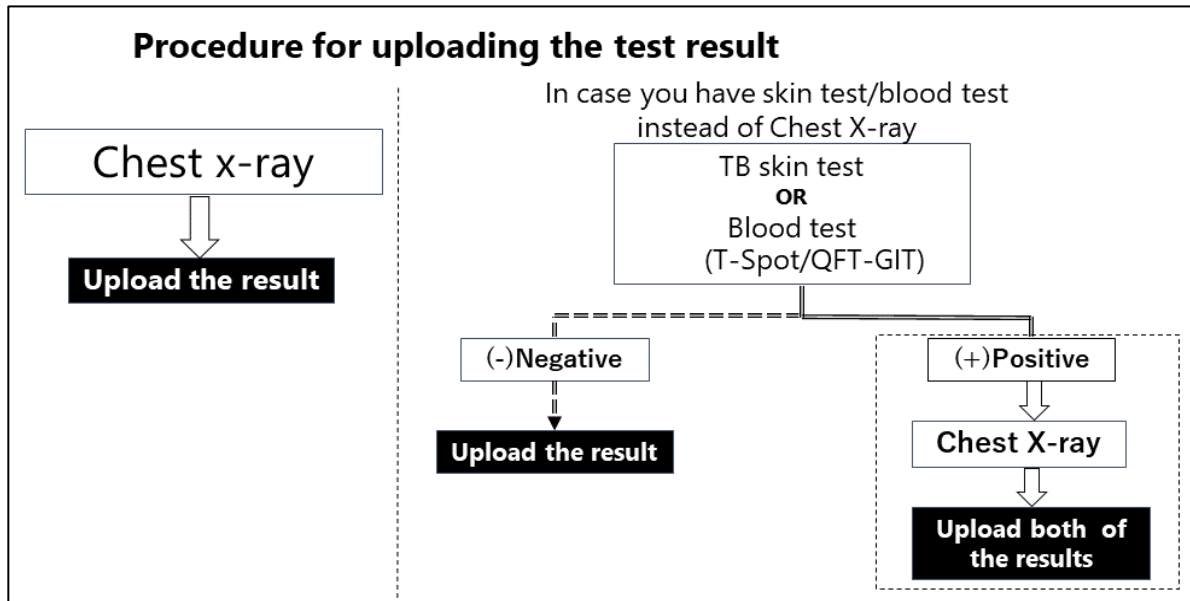 Procedure for uploading the test result
Chest x-ray
Upload the result
In case you have skin test/blood test
instead of Chest X-ray
TB skin test
OR
Blood test
(T-Spot/QFT-GIT)
(-)Negative
Upload the result
(+)Positive
Chest X-ray
Upload both of
the results